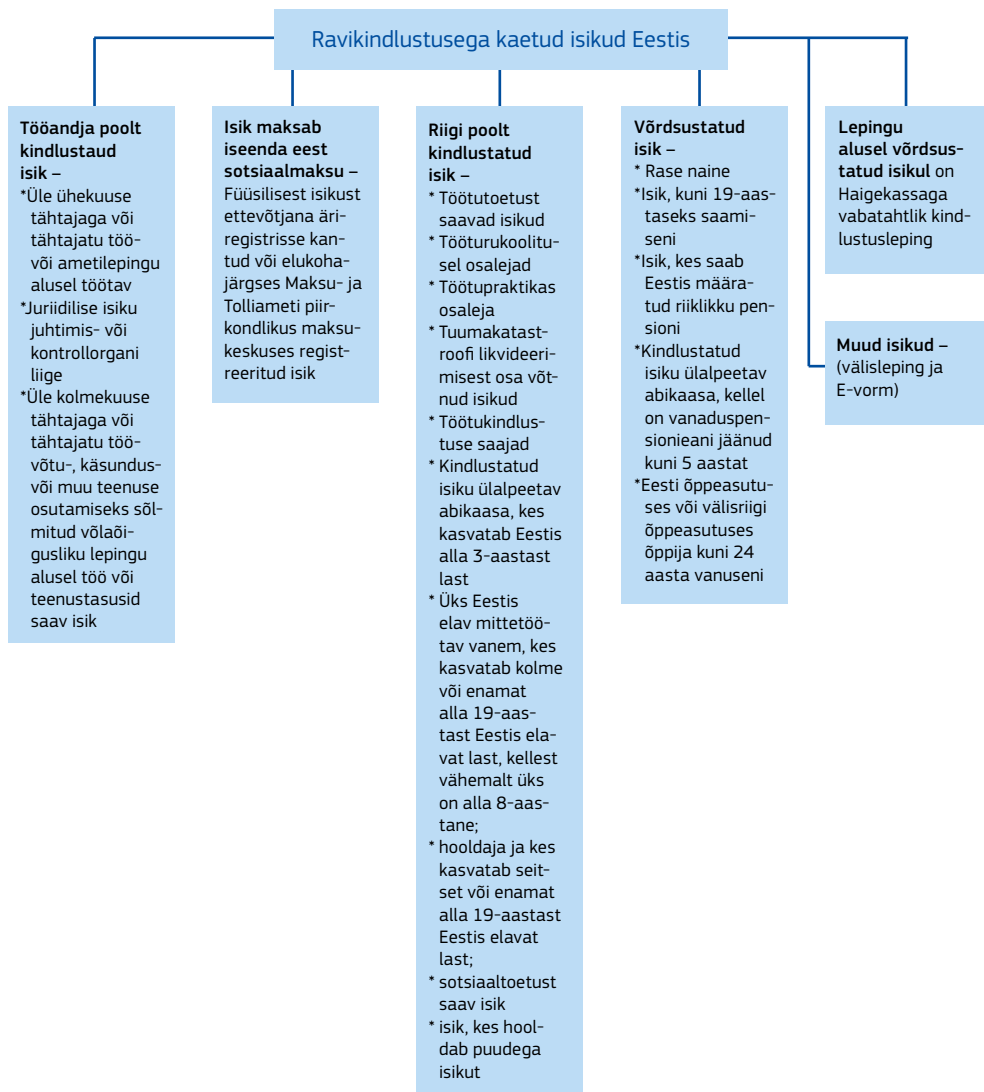 Ravikindlustusega kaetud isikud Eestis
Tööandja poolt
kindlustaud
isik –
*Üle ühekuuse
tähtajaga või
tähtajatu töö-
või ametilepingu
alusel töötav
*Juriidilise isiku
juhtimis- või
kontrollorgani
liige
*Üle kolmekuuse
tähtajaga või
tähtajatu töö-
võtu-, käsundus-
või muu teenuse
osutamiseks sõl-
mitud võlaõi-
gusliku lepingu
alusel töö või
teenustasusid
saav isik
Isik maksab
iseenda eest
sotsiaalmaksu –
Füüsilisest isikust
ettevõtjana äri-
registrisse kan-
tud või elukoha-
järgses Maksu- ja
Tolliameti piir-
kondlikus maksu-
keskuses regist-
reeritud isik
Riigi poolt
kindlustatud
isik –
* Töötutoetust
saavad isikud
* Tööturukoolitu-
sel osalejad
* Töötupraktikas
osaleja
* Tuumakatast-
roofi likvideeri-
misest osa võt-
nud isikud
* Töötukindlus-
tuse saajad
* Kindlustatud
isiku ülalpeetav
abikaasa, kes
kasvatab Eestis
alla 3-aastast
last
* Üks Eestis
elav mittetöö-
tav vanem, kes
kasvatab kolme
või enamat
alla 19-aas-
tast Eestis ela-
vat last, kellest
vähemalt üks
on alla 8-aas-
tane;
* hooldaja ja kes
kasvatab seit-
set või enamat
alla 19-aastast
Eestis elavat
last;
* sotsiaaltoetust
saav isik
* isik, kes hool-
dab puudega
isikut
Võrdsustatud
isik –
* Rase naine
*Isik, kuni 19-aas-
taseks saami-
seni
*Isik, kes saab
Eestis määra-
tud riiklikku pen-
sioni
*Kindlustatud
isiku ülalpeetav
abikaasa, kellel
on vanaduspen-
sionieani jäänud
kuni 5 aastat
*Eesti õppeasutu-
ses või välisriigi
õppeasutuses
õppija kuni 24
aasta vanuseni
Lepingu
alusel võrdsus-
tatud isikul on
Haigekassaga
vabatahtlik kind-
lustusleping
Muud isikud –
(välisleping ja
E-vorm)